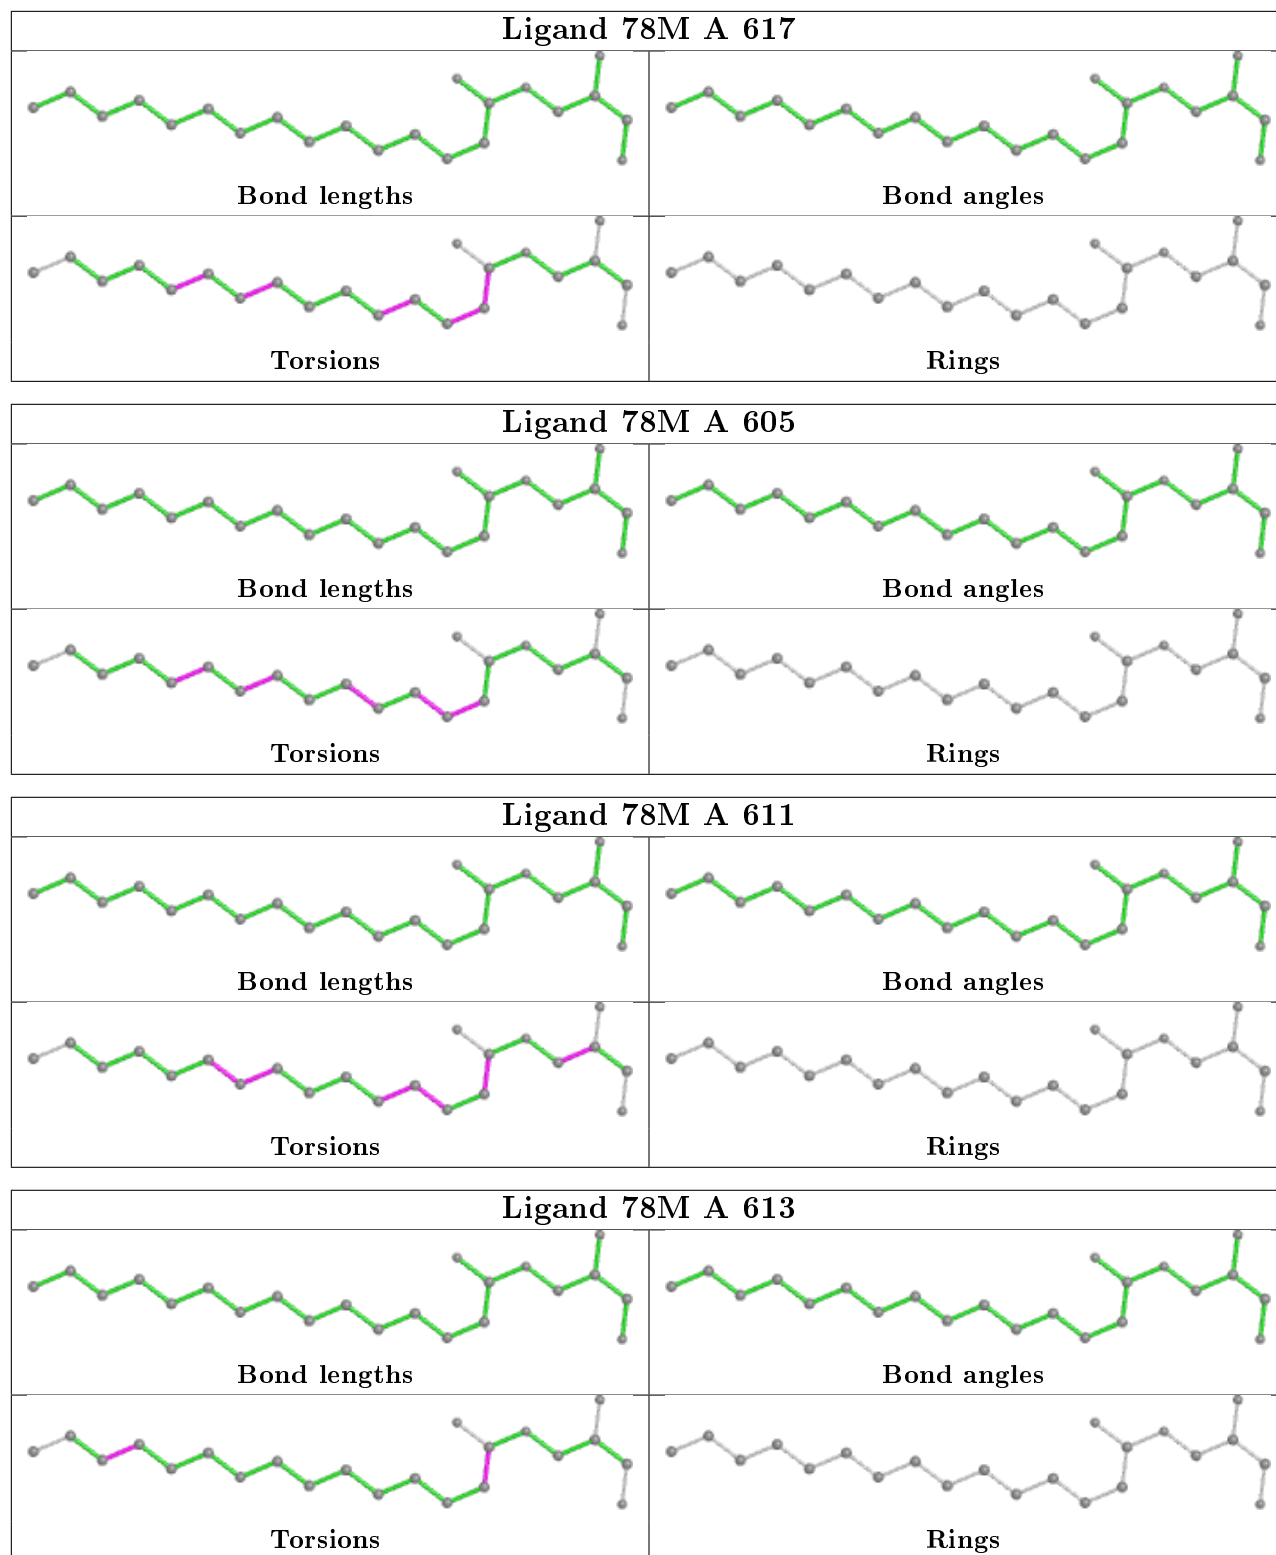 Ligand 78M A 617
Bond lengths
Bond angles
Torsions
Rings
Ligand 78M A 605
Bond lengths
Bond angles
Torsions
Rings
Ligand 78M A 611
Bond lengths
Bond angles
Torsions
Rings
Ligand 78M A 613
Bond lengths
Bond angles
Torsions
Rings